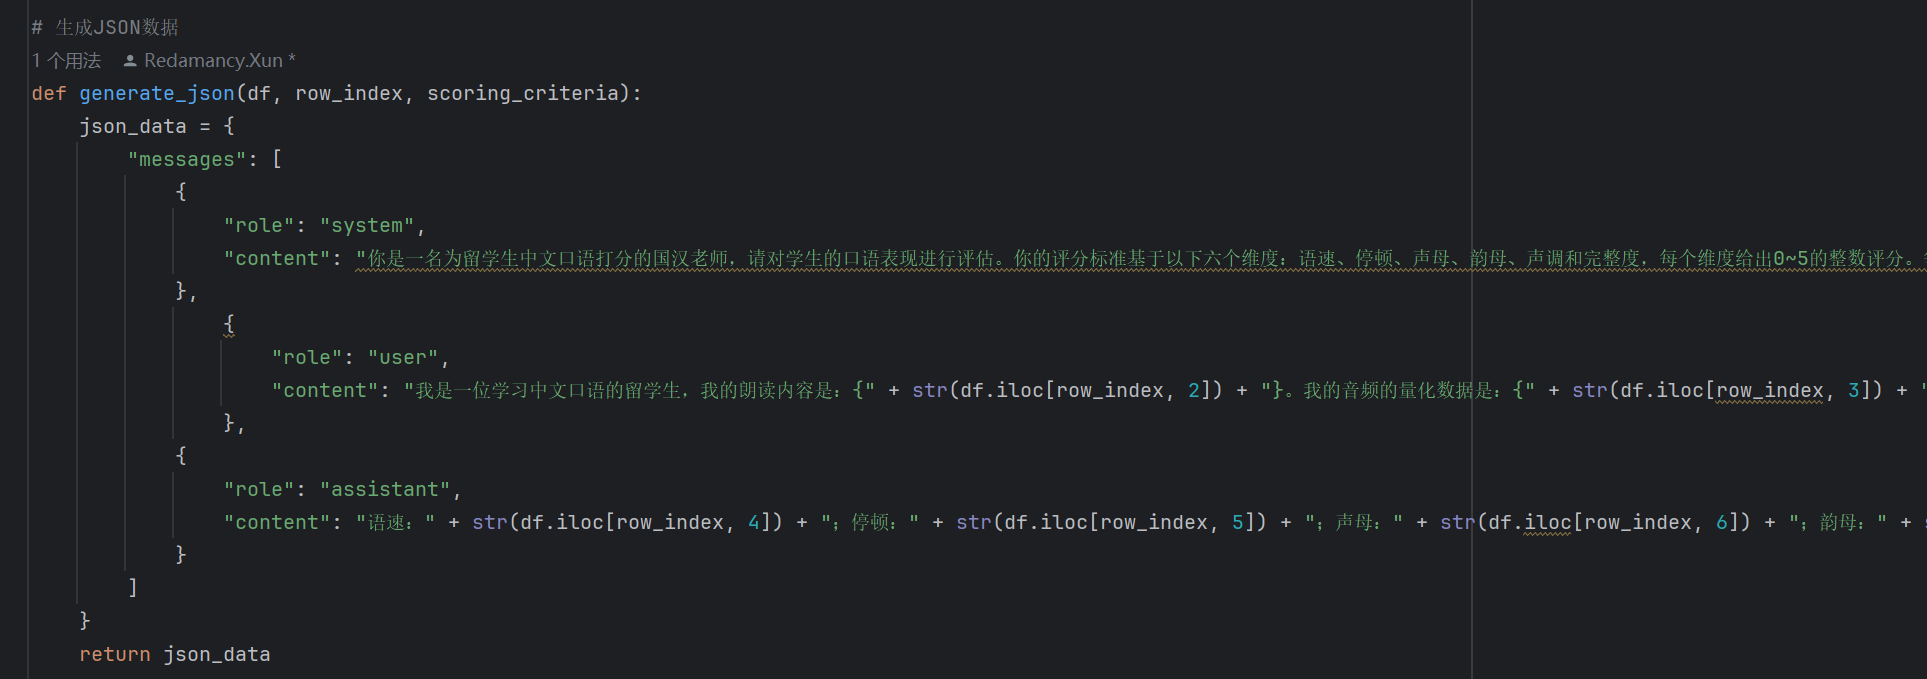 # 生成JSON数据
1 个用法 Redamancy.Xun *
def generate_json(df, row_index, scoring_criteria):
    json_data = {
        "messages": [
            {
                "role": "system",
                "content": "你是一名为留学生中文口语打分的国汉老师，请对学生的口语表现进行评估。你的评分标准基于以下六个维度：语速、停顿、声母、韵母、声调和完整度，每个维度给出0~5的整数评分。
            },
                {
                    "role": "user",
                    "content": "我是一位学习中文口语的留学生，我的朗读内容是：{" + str(df.iloc[row_index, 2]) + "}。我的音频的量化数据是：{" + str(df.iloc[row_index, 3]) + "
                },
            {
                "role": "assistant",
                "content": "语速：" + str(df.iloc[row_index, 4]) + "；停顿：" + str(df.iloc[row_index, 5]) + "；声母：" + str(df.iloc[row_index, 6]) + "；韵母：" +
            }
        ]
    }
    return json_data